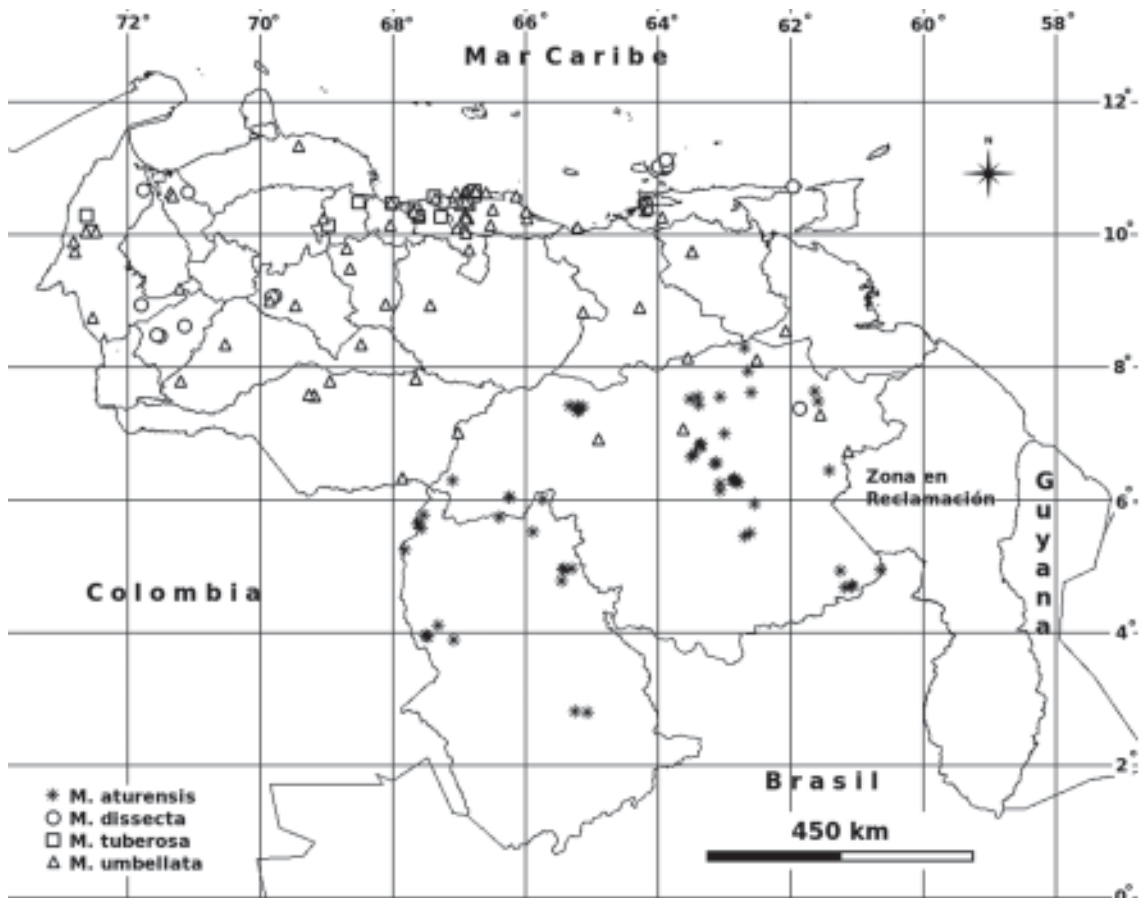 72° 70° 68° 66° 64° 62° 60° 58°
Mar Caribe
12°
N
10°
8°
Zona en
Reclamación
Guyana
6°
Colombia
4°
2°
Brasil
M. aturensis
M. dissecta
M. tuberosa
M. umbellata
450 km
0°